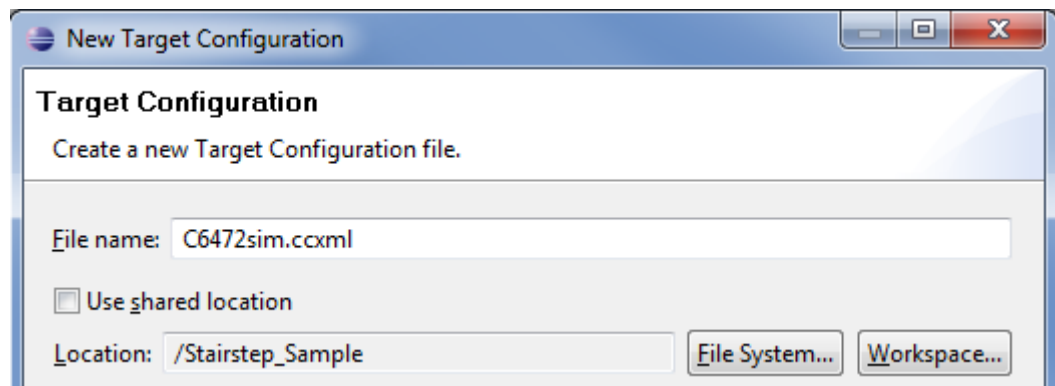 New Target Configuration
Target Configuration
Create a new Target Configuration file.
File name: C6472sim.ccxml
Use shared location
Location: /Stairstep_Sample File System... Workspace...